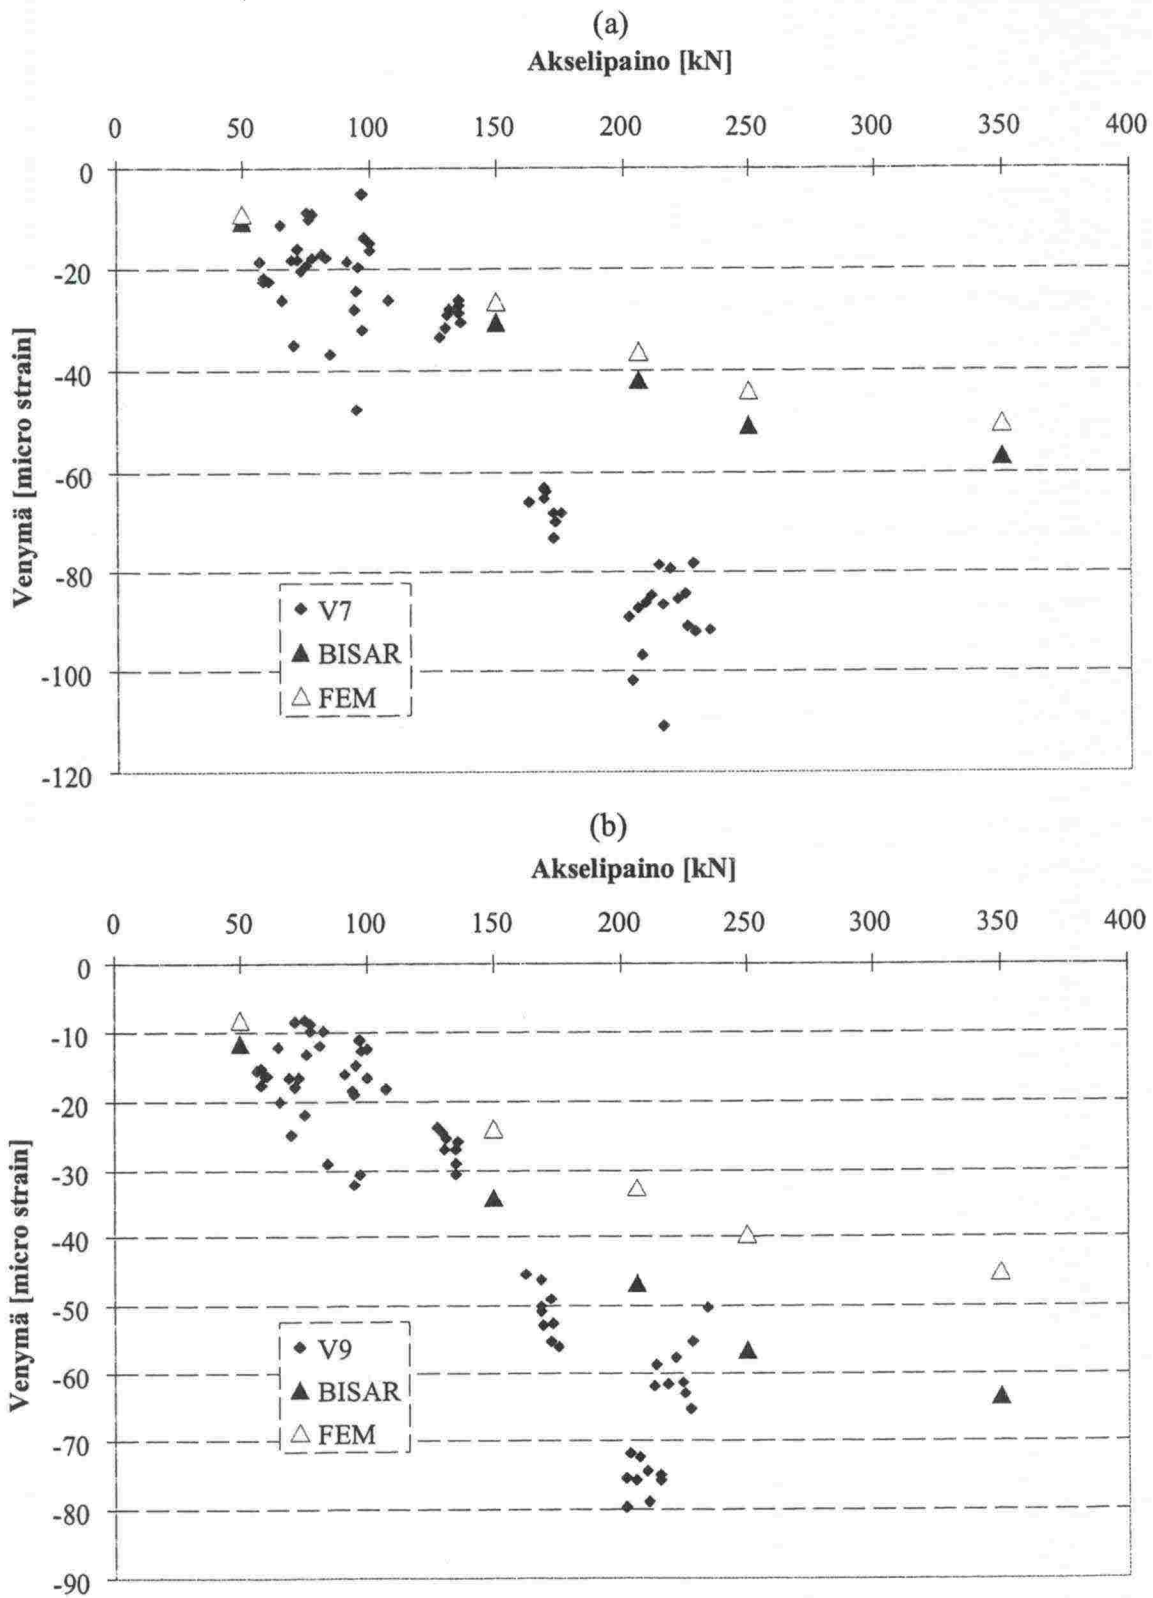 (a)
Akselipaino [kN]
0 50 100 150 200 250 300 350 400
0
-20
-40
-60
-80
-100
-120
Venymä [micro strain]
V7
BISAR
FEM
(b)
Akselipaino [kN]
0 50 100 150 200 250 300 350 400
0
-10
-20
-30
-40
-50
-60
-70
-80
-90
Venymä [micro strain]
V9
BISAR
FEM